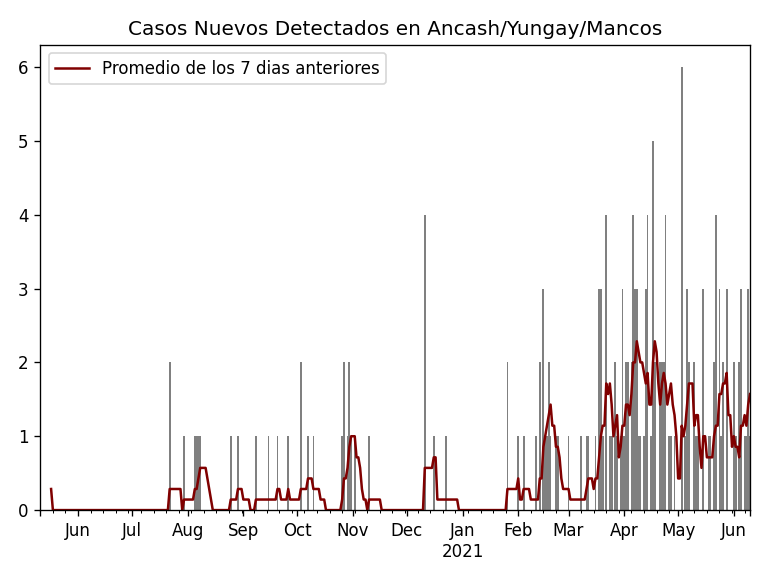 Casos Nuevos Detectados en Ancash/Yungay/Mancos
Promedio de los 7 dias anteriores
6
5
4
3
2
1
0
Jun Jul Aug Sep Oct Nov Dec Jan Feb Mar Apr May Jun
2021